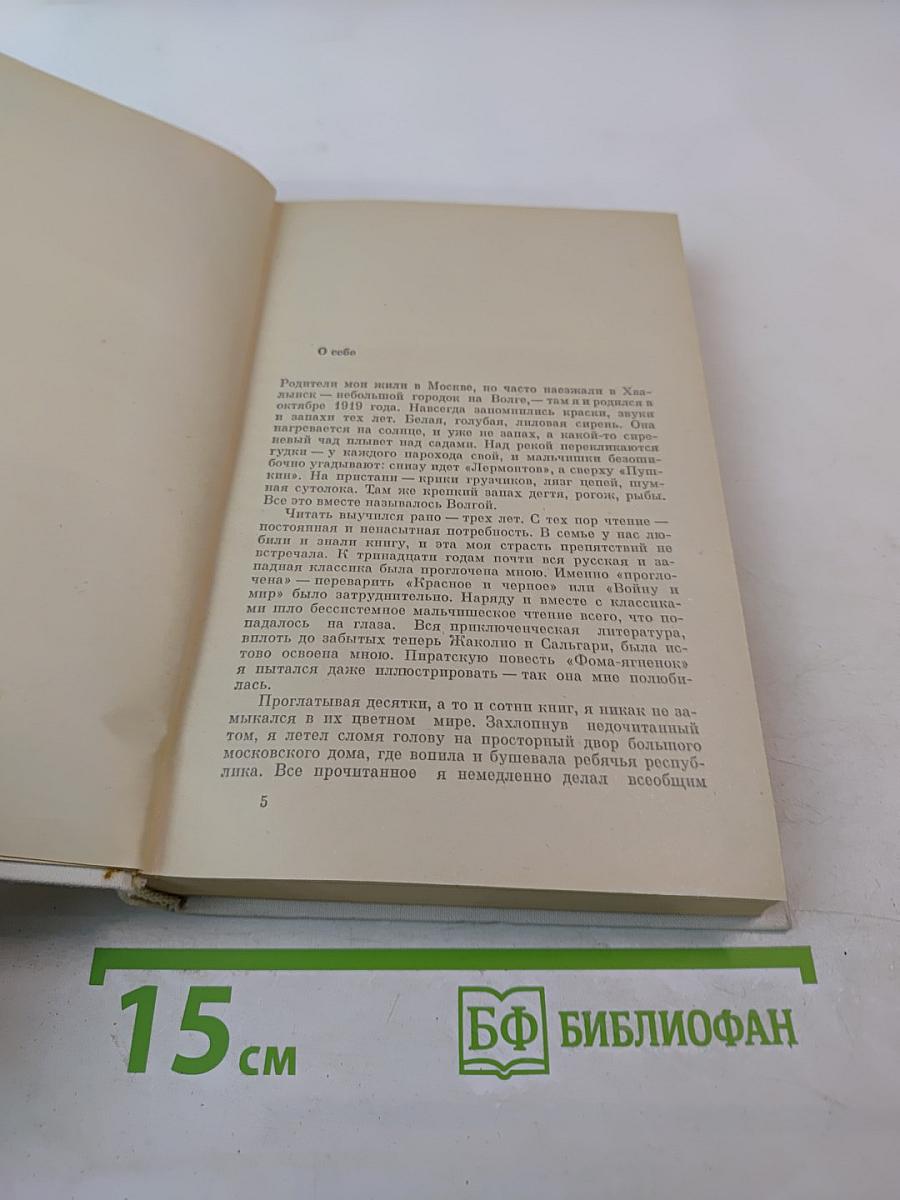 О себе
Родители мои жили в Москве, но часто наезжали в Хва-
лынск — небольшой городок на Волге,— там я и родился в
октябре 1919 года. Навсегда запомнились краски, звуки
и запахи тех лет. Белая, голубая, лиловая сирень. Она
нагревается на солнце, и уже не запах, а какой-то сире-
невый чад плывет над садами. Над рекой перекликаются
гудки — у каждого парохода свой, и мальчишки безоши-
бочно угадывают: снизу идет «Лермонтов», а сверху «Пуш-
кин». На пристани — крики грузчиков, лязг цепей, шум-
ная сутолока. Там же крепкий запах дегтя, рогож, рыбы.
Все это вместе называлось Волгой.
Читать выучился рано — трех лет. С тех пор чтение —
постоянная и ненасытная потребность. В семье у нас лю-
били и знали книгу, и эта моя страсть препятствий не
встречала. К тринадцати годам почти вся русская и за-
падная классика была проглочена мною. Именно «прогло-
чена» — переварить «Красное и черное» или «Войну и
мир» было затруднительно. Наряду и вместе с классика-
ми шло бессистемное мальчишеское чтение всего, что по-
падалось на глаза. Вся приключенческая литература,
вплоть до забытых теперь Жаколио и Сальгари, была ис-
тово освоена мною. Пиратскую повесть «Фома-ягненок»
я пытался даже иллюстрировать — так она мне полюби-
лась.
Проглатывая десятки, а то и сотни книг, я никак не за-
мыкался в их цветном мире. Захлопнув недочитанный
том, я летел сломя голову на просторный двор большого
московского дома, где вопила и бушевала ребячья респуб-
лика. Все прочитанное я немедленно делал всеобщим
5
15 см
БФ БИБЛИОФАН